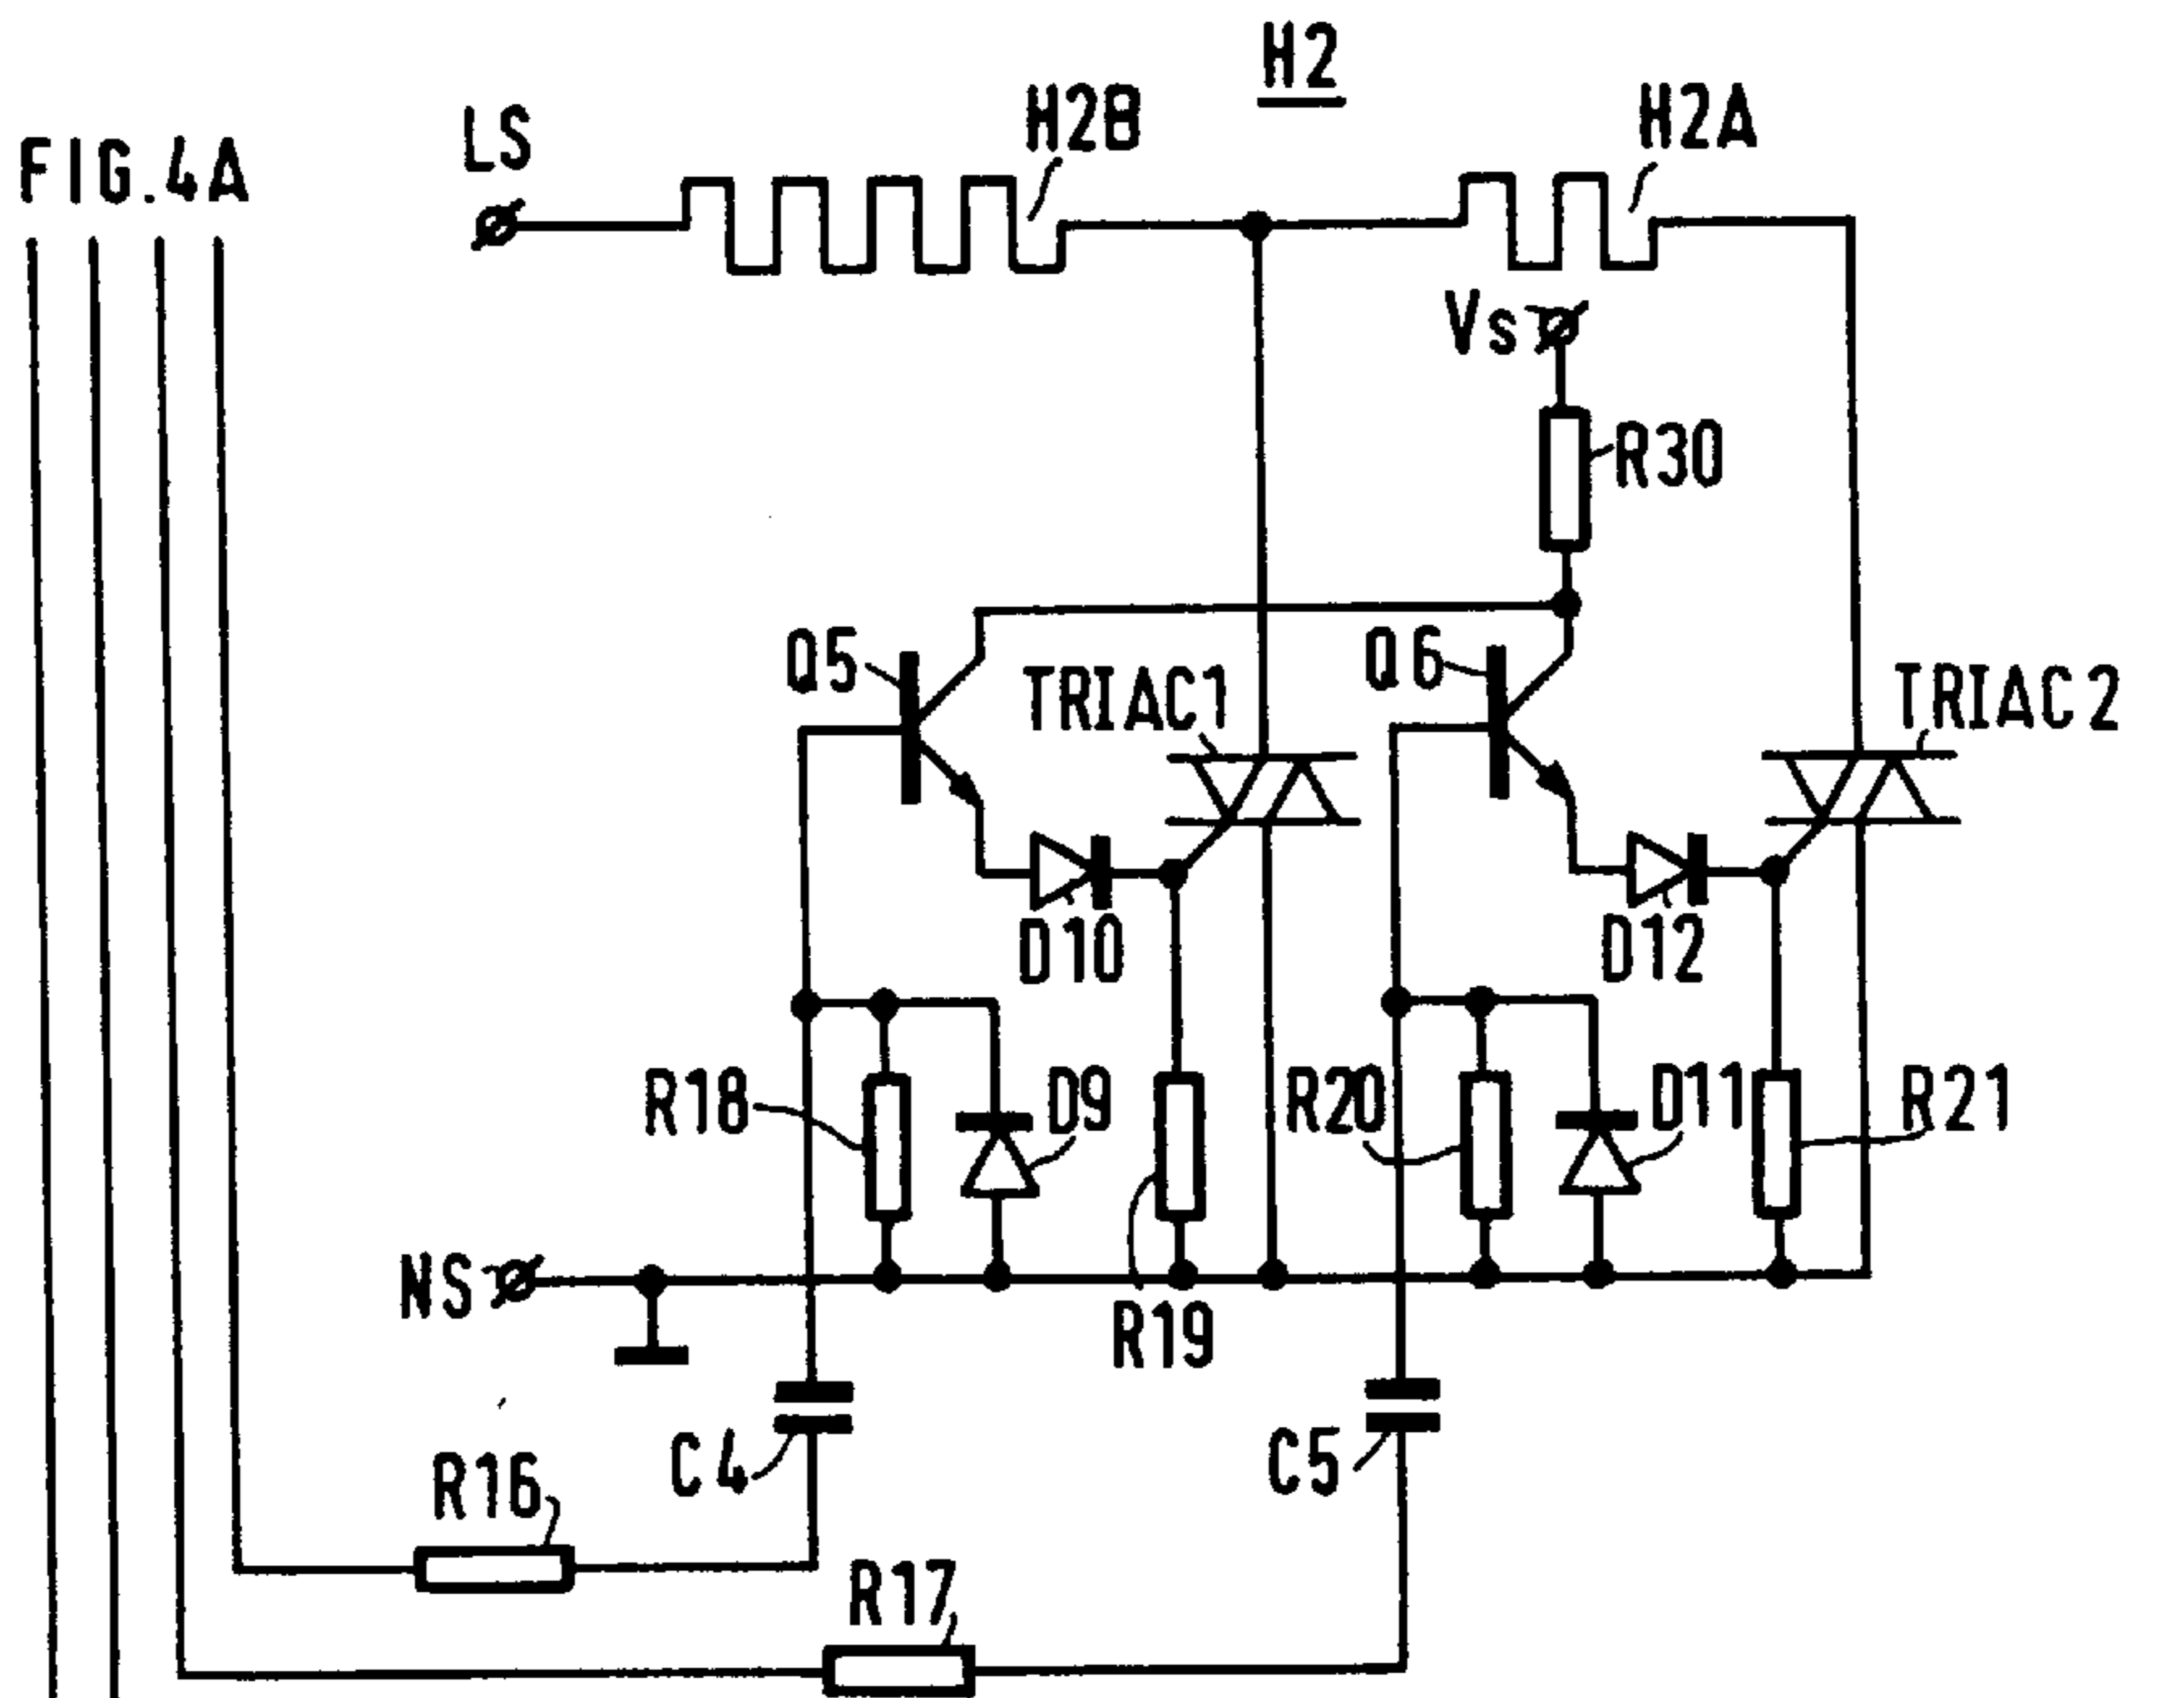 H2
H2B
H2A
LS
FIG.4A
Vs
R30
Q5
Q6
TRIAC1
TRIAC2
D10
D12
R18
D9
R20
D11
R21
NS
R19
C4
C5
R16
R17